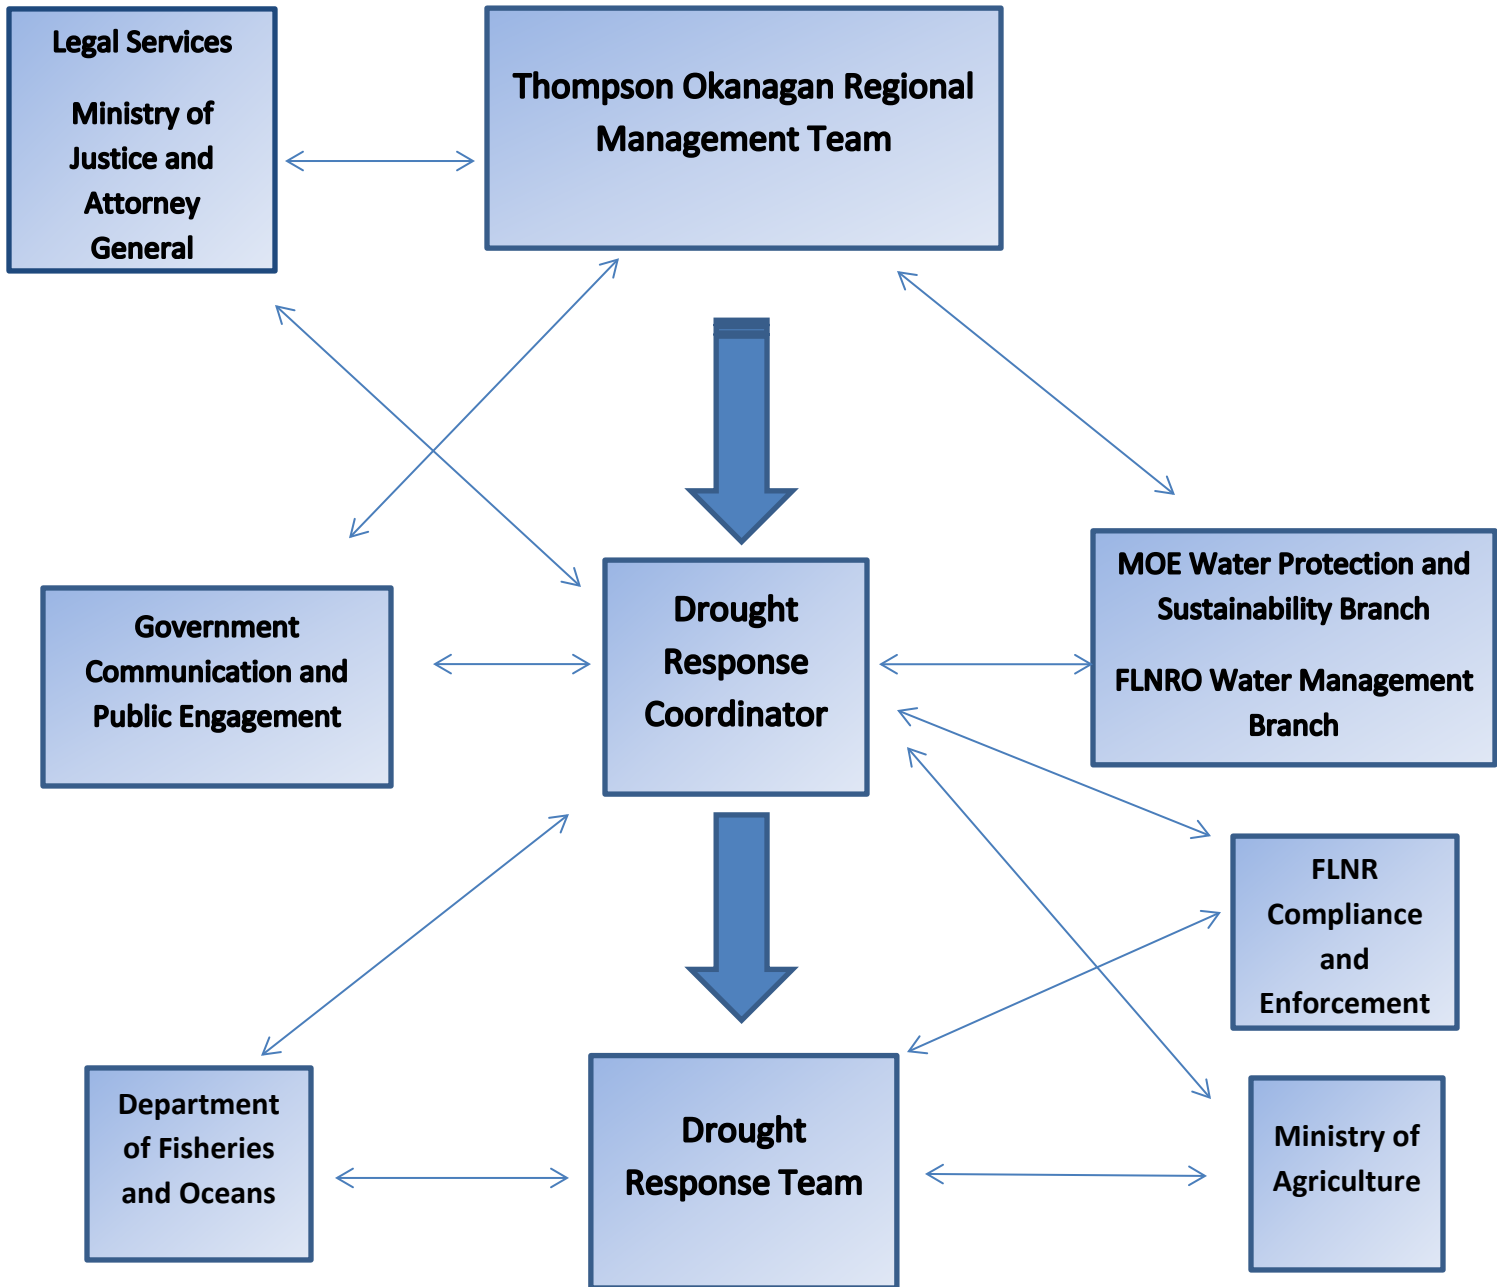 Legal Services
Ministry of
Justice and
Attorney
General
Thompson Okanagan Regional
Management Team
Government
Communication and
Public Engagement
Drought
Response
Coordinator
MOE Water Protection and
Sustainability Branch
FLNRO Water Management
Branch
FLNR
Compliance
and
Enforcement
Department
of Fisheries
and Oceans
Drought
Response Team
Ministry of
Agriculture